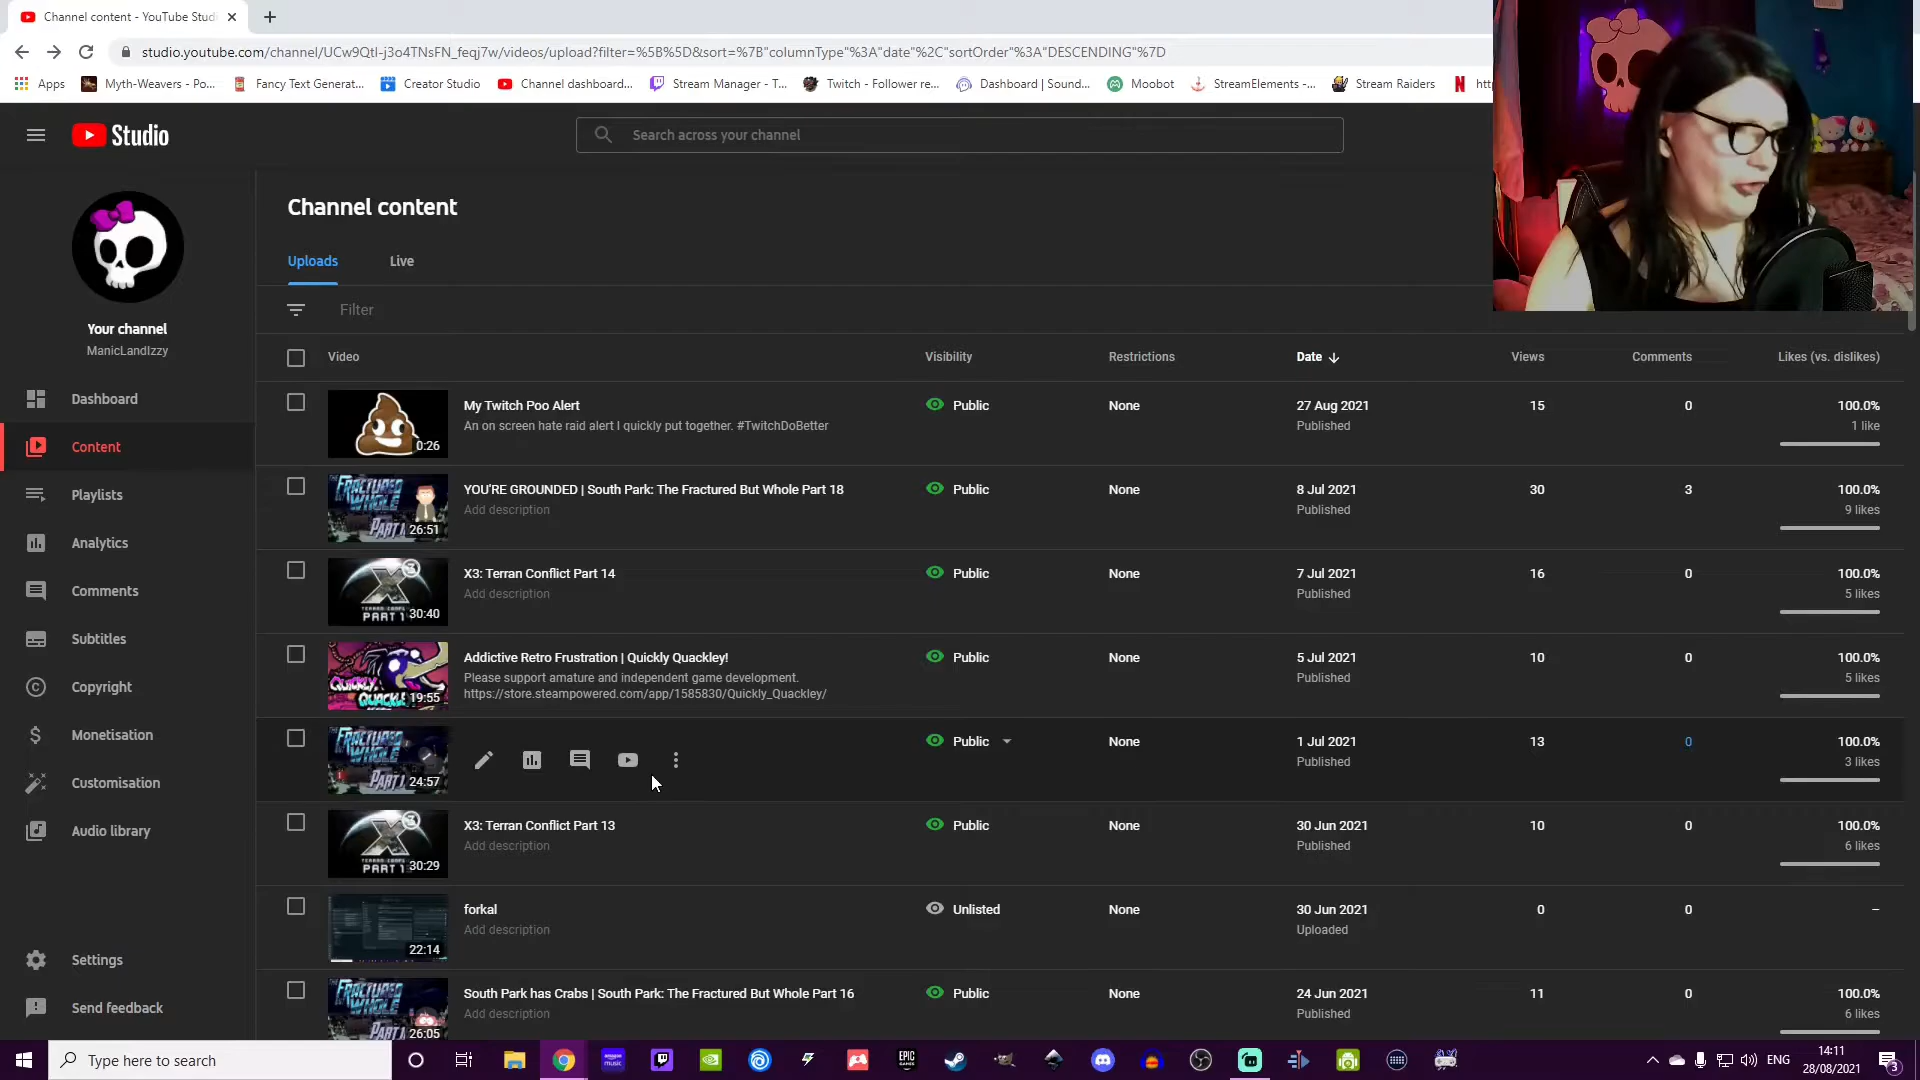 Channel content - YouTube Studi
studio.youtube.com/channel/UCw9QtI-j3o4TNsFN_feqj7w/videos/upload?filter=%5B%5D&sort=%7B"columnType"%3A"date"%2C"sortOrder"%3A"DESCENDING"%7D
Apps Myth-Weavers - Po... Fancy Text Generat... Creator Studio Channel dashboard... Stream Manager - T... Twitch - Follower re... Dashboard | Sound... Moobot StreamElements -... Stream Raiders
Studio
Search across your channel
Your channel
ManicLandIzzy
Dashboard
Content
Playlists
Analytics
Comments
Subtitles
Copyright
Monetisation
Customisation
Audio library
Settings
Send feedback
Channel content
Uploads Live
Filter
Video Visibility Restrictions Date Views Comments Likes (vs. dislikes)
0:26 My Twitch Poo Alert Public None 27 Aug 2021 15 0 100.0%
An on screen hate raid alert I quickly put together. #TwitchDoBetter Published 1 like
26:51 YOU'RE GROUNDED | South Park: The Fractured But Whole Part 18 Public None 8 Jul 2021 30 3 100.0%
Add description Published 9 likes
30:40 X3: Terran Conflict Part 14 Public None 7 Jul 2021 16 0 100.0%
Add description Published 5 likes
19:55 Addictive Retro Frustration | Quickly Quackley! Public None 5 Jul 2021 10 0 100.0%
Please support amature and independent game development. Published 5 likes
https://store.steampowered.com/app/1585830/Quickly_Quackley/
24:57 Public None 1 Jul 2021 13 0 100.0%
Published 3 likes
30:29 X3: Terran Conflict Part 13 Public None 30 Jun 2021 10 0 100.0%
Add description Published 6 likes
22:14 forkal Unlisted None 30 Jun 2021 0 0 –
Add description Uploaded
26:05 South Park has Crabs | South Park: The Fractured But Whole Part 16 Public None 24 Jun 2021 11 0 100.0%
Add description Published 6 likes
Type here to search
ENG
14:11
28/08/2021
3